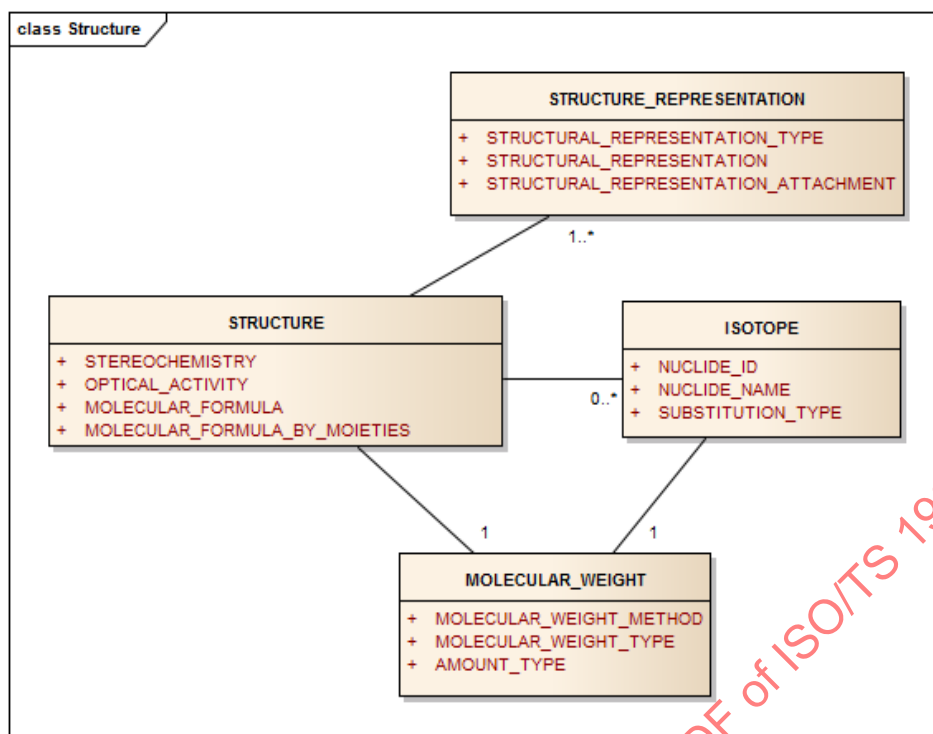 class Structure
STRUCTURE_REPRESENTATION
+ STRUCTURAL_REPRESENTATION_TYPE
+ STRUCTURAL_REPRESENTATION
+ STRUCTURAL_REPRESENTATION_ATTACHMENT
1..*
STRUCTURE
+ STEREOCHEMISTRY
+ OPTICAL_ACTIVITY
+ MOLECULAR_FORMULA
+ MOLECULAR_FORMULA_BY_MOIETIES
ISOTOPE
+ NUCLIDE_ID
+ NUCLIDE_NAME
+ SUBSTITUTION_TYPE
0..*
1
1
MOLECULAR_WEIGHT
+ MOLECULAR_WEIGHT_METHOD
+ MOLECULAR_WEIGHT_TYPE
+ AMOUNT_TYPE
of ISO/TS